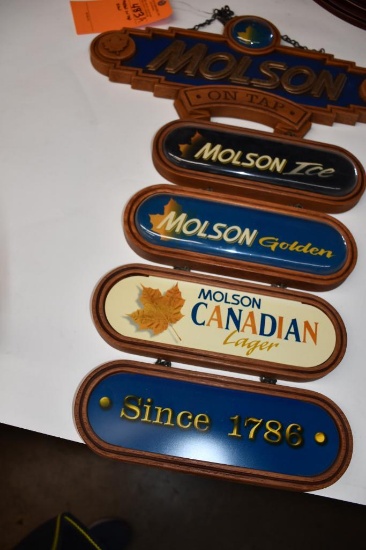 MOLSON
ON TAP
MOLSON Ice
MOLSON Golden
MOLSON
CANADIAN
Lager
Since 1786